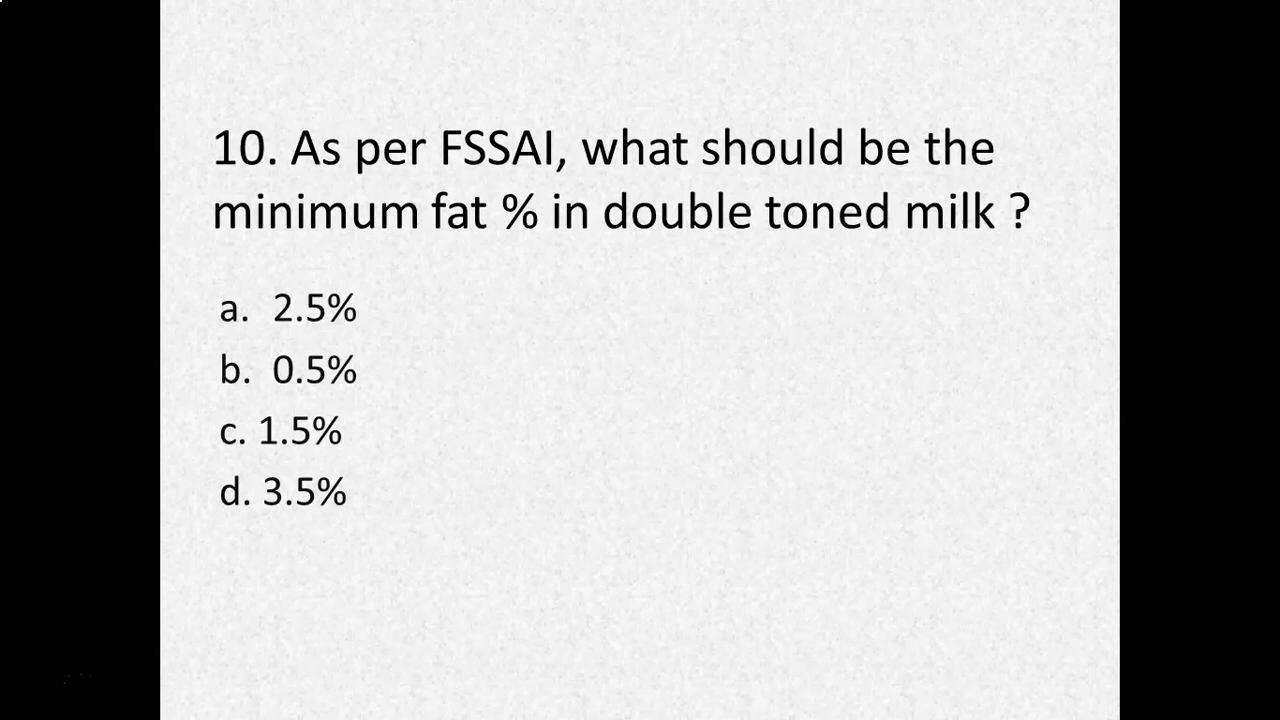 10. As per FSSAI, what should be the
minimum fat % in double toned milk ?
a. 2.5%
b. 0.5%
c. 1.5%
d. 3.5%